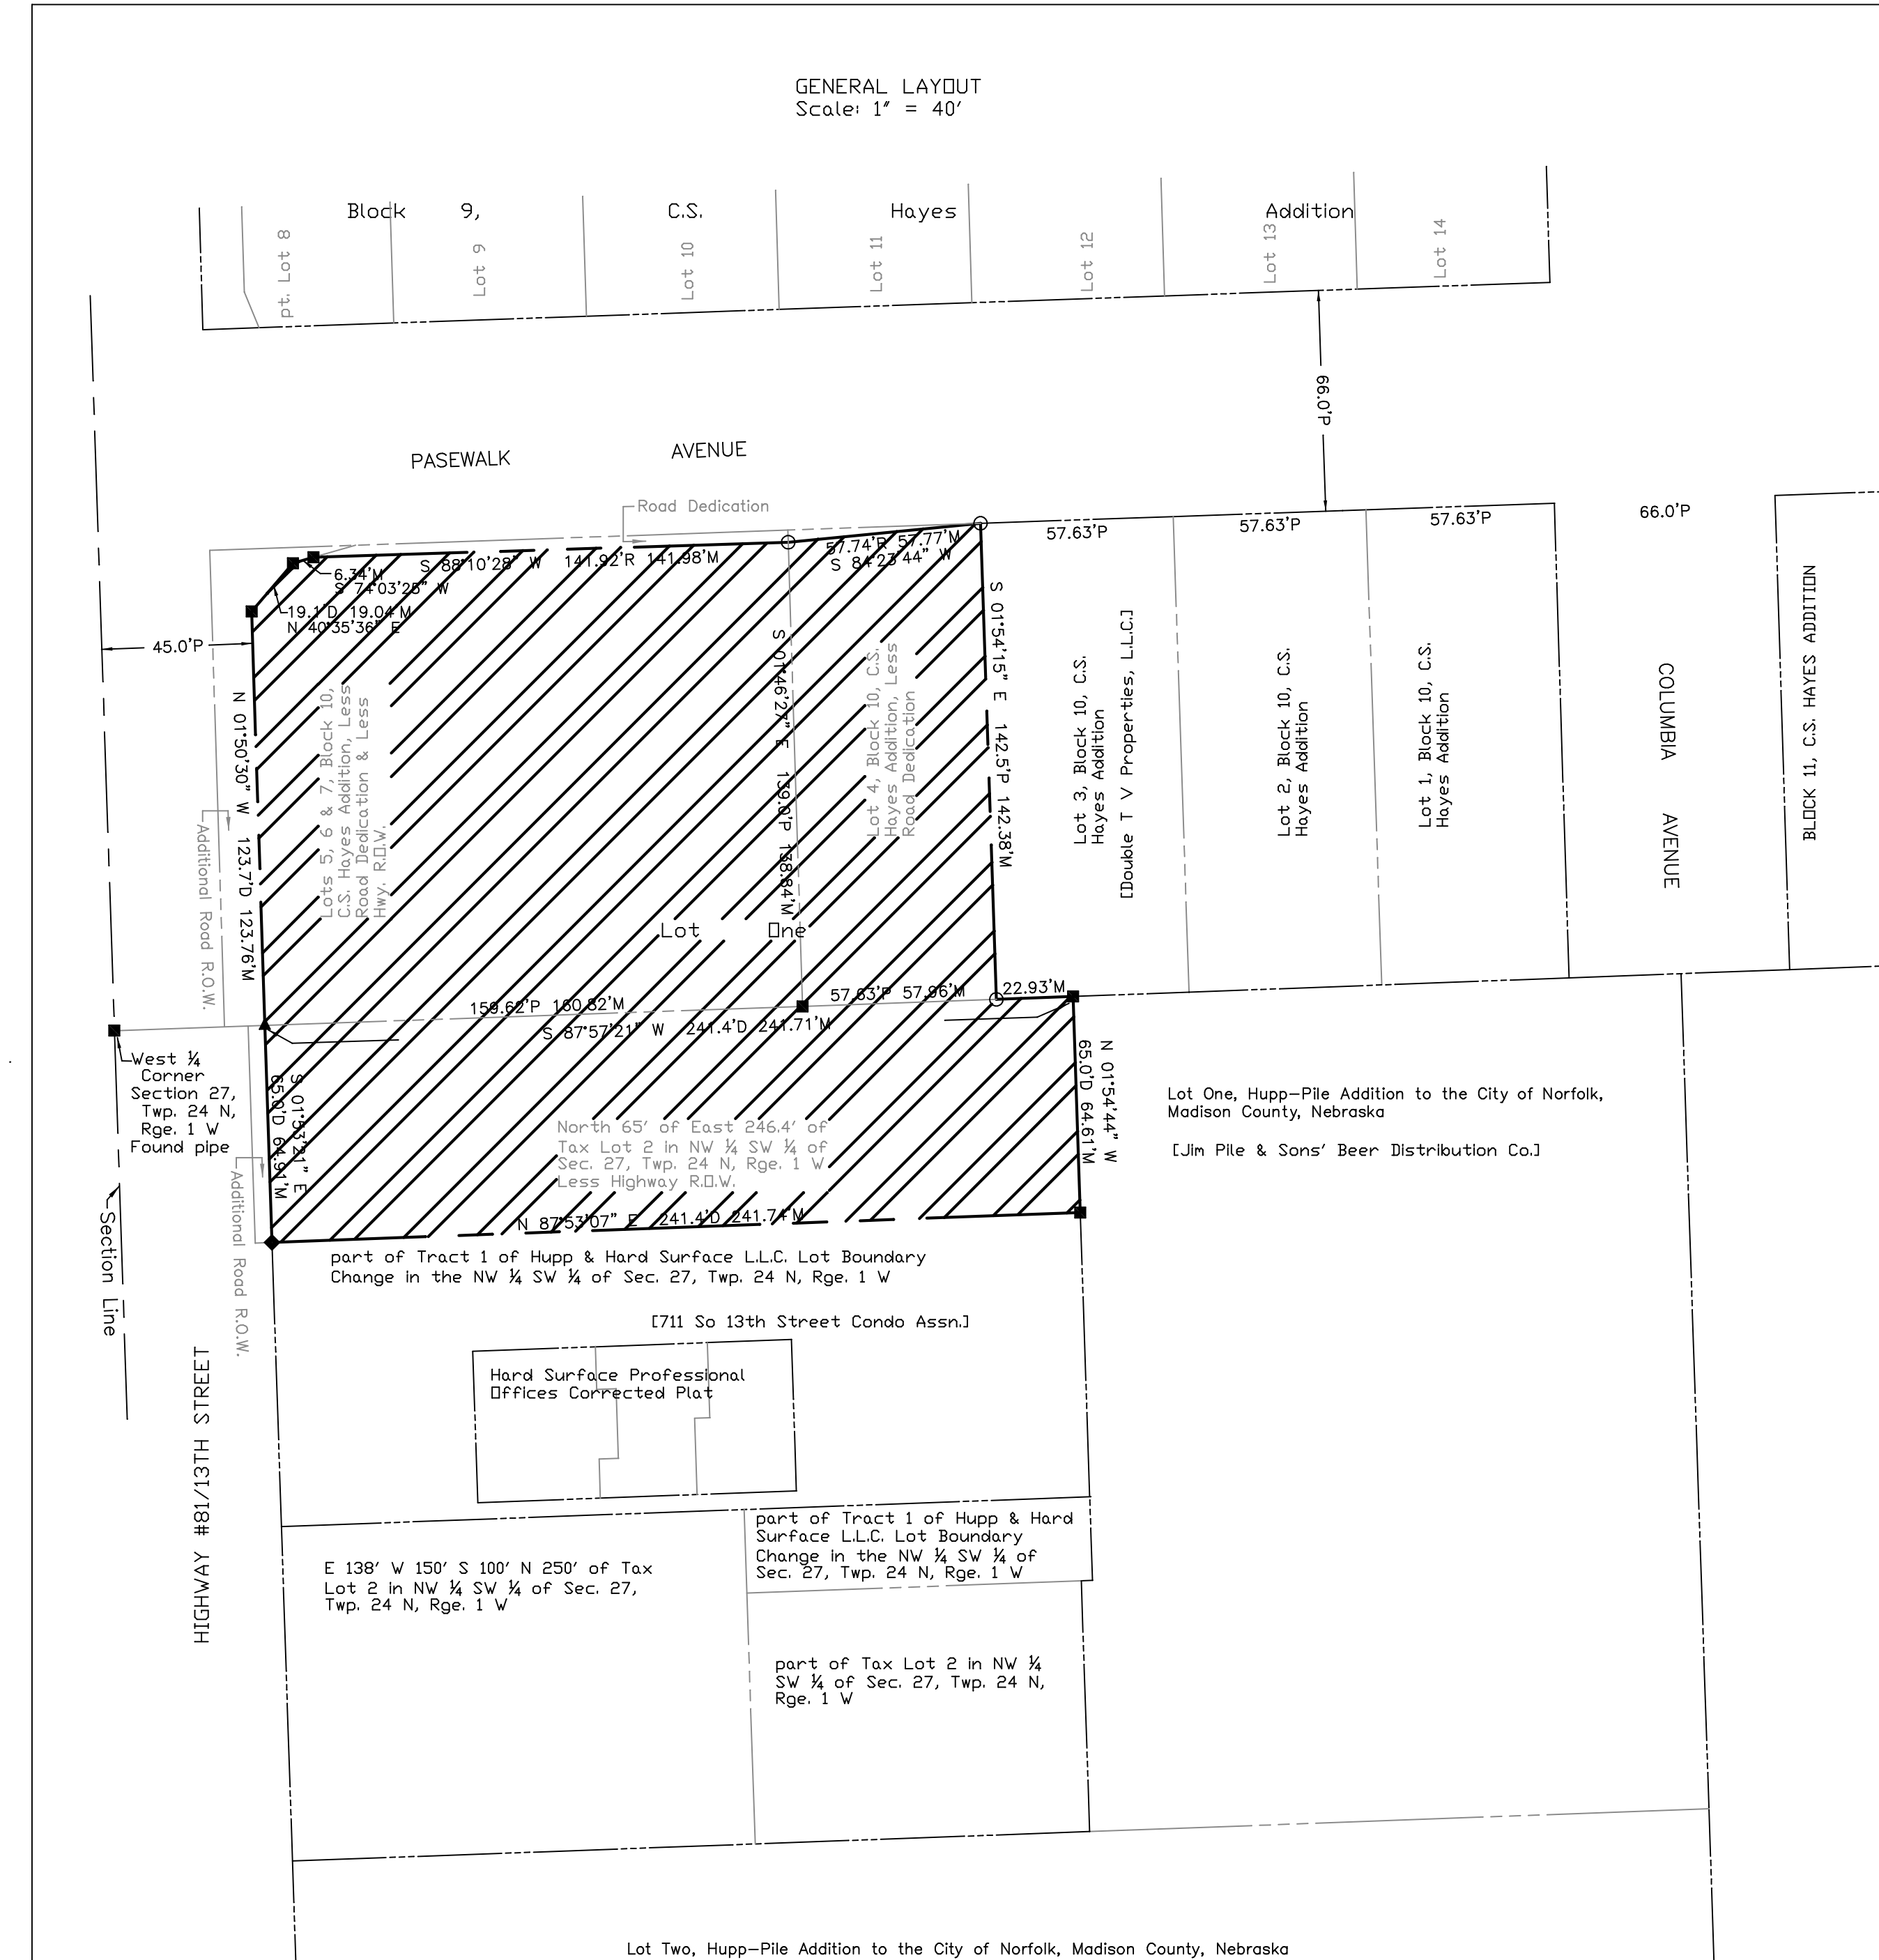 GENERAL LAYOUT
Scale: 1" = 40'
Block 9, C.S. Hayes Addition
pt. Lot 8
Lot 9
Lot 10
Lot 11
Lot 12
Lot 13
Lot 14
66.0'P
PASEWALK AVENUE
Road Dedication
57.63'P
57.63'P
57.63'P
66.0'P
57.74'R 57.77'M
S 84°23'44" W
S 88°10'28" W 141.92'R 141.98'M
6.34'M
S 74°03'25" W
19.1'D 19.04'M
N 40°35'36" E
45.0'P
N 01°50'30" W 123.7'D 123.76'M
Additional Road R.O.W.
Lots 5, 6 & 7, Block 10,
C.S. Hayes Addition, Less
Road Dedication & Less
Hwy. R.O.W.
S 01°46'27" E 139.0'P 138.84'M
Lot 4, Block 10, C.S.
Hayes Addition, Less
Road Dedication
S 01°54'15" E 142.5'P 142.38'M
Lot 3, Block 10, C.S.
Hayes Addition
[Double T V Properties, L.L.C.]
Lot 2, Block 10, C.S.
Hayes Addition
Lot 1, Block 10, C.S.
Hayes Addition
COLUMBIA AVENUE
BLOCK 11, C.S. HAYES ADDITION
Lot One
159.62'P 160.82'M
57.63'P 57.96'M
22.93'M
S 87°57'21" W 241.4'D 241.71'M
West ¼
Corner
Section 27,
Twp. 24 N,
Rge. 1 W
Found pipe
S 01°53'21" E
65.0'D 64.91'M
N 01°54'44" W
65.0'D 64.61'M
Lot One, Hupp-Pile Addition to the City of Norfolk,
Madison County, Nebraska
[Jim Pile & Sons' Beer Distribution Co.]
North 65' of East 246.4' of
Tax Lot 2 in NW ¼ SW ¼ of
Sec. 27, Twp. 24 N, Rge. 1 W
Less Highway R.O.W.
N 87°53'07" E 241.4'D 241.74'M
Section Line
Additional Road R.O.W.
part of Tract 1 of Hupp & Hard Surface L.L.C. Lot Boundary
Change in the NW ¼ SW ¼ of Sec. 27, Twp. 24 N, Rge. 1 W
[711 So 13th Street Condo Assn.]
Hard Surface Professional
Offices Corrected Plat
HIGHWAY #81/13TH STREET
part of Tract 1 of Hupp & Hard
Surface L.L.C. Lot Boundary
Change in the NW ¼ SW ¼ of
Sec. 27, Twp. 24 N, Rge. 1 W
E 138' W 150' S 100' N 250' of Tax
Lot 2 in NW ¼ SW ¼ of Sec. 27,
Twp. 24 N, Rge. 1 W
part of Tax Lot 2 in NW ¼
SW ¼ of Sec. 27, Twp. 24 N,
Rge. 1 W
Lot Two, Hupp-Pile Addition to the City of Norfolk, Madison County, Nebraska